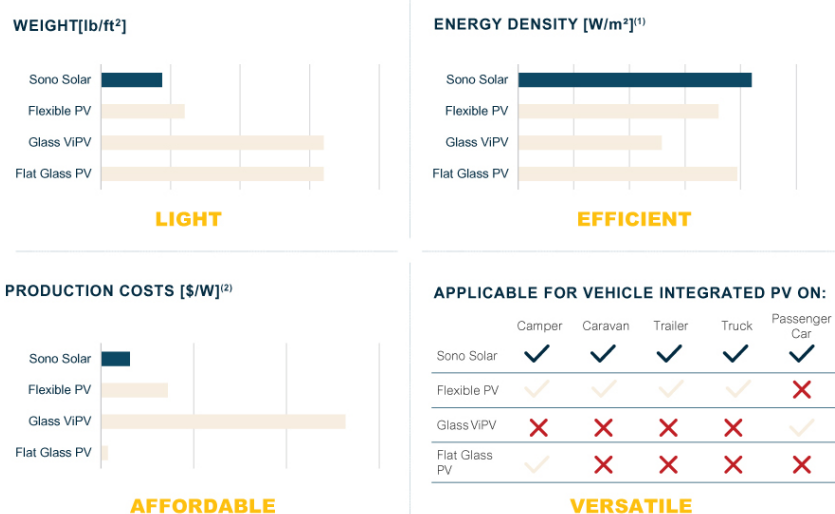 WEIGHT[lb/ft²]
Sono Solar
Flexible PV
Glass ViPV
Flat Glass PV
LIGHT
ENERGY DENSITY [W/m²]⁽¹⁾
Sono Solar
Flexible PV
Glass ViPV
Flat Glass PV
EFFICIENT
PRODUCTION COSTS [$/W]⁽²⁾
Sono Solar
Flexible PV
Glass ViPV
Flat Glass PV
AFFORDABLE
APPLICABLE FOR VEHICLE INTEGRATED PV ON:
Camper Caravan Trailer Truck Passenger
Car
Sono Solar
Flexible PV
Glass ViPV
Flat Glass
PV
VERSATILE